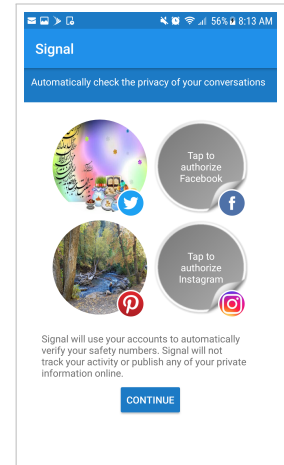 56% 8:13 AM
Signal
Automatically check the privacy of your conversations
Tap to
authorize
Facebook
Tap to
authorize
Instagram
Signal will use your accounts to automatically
verify your safety numbers. Signal will not
track your activity or publish any of your private
information online.
CONTINUE